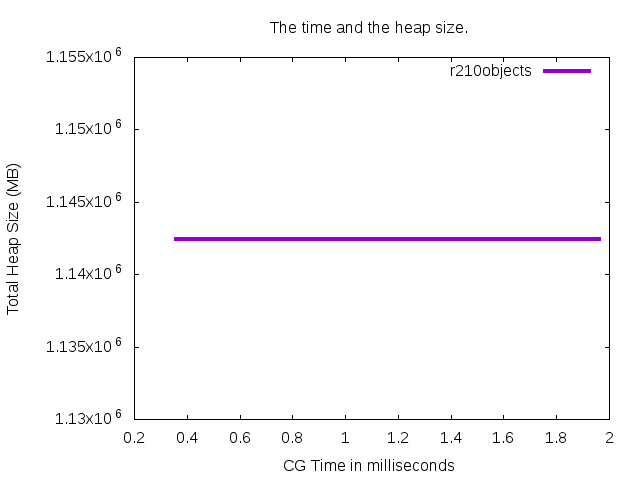 The time and the heap size.
r210objects
Total Heap Size (MB)
1.155x10^6
1.15x10^6
1.145x10^6
1.14x10^6
1.135x10^6
1.13x10^6
0.2 0.4 0.6 0.8 1 1.2 1.4 1.6 1.8 2
CG Time in milliseconds